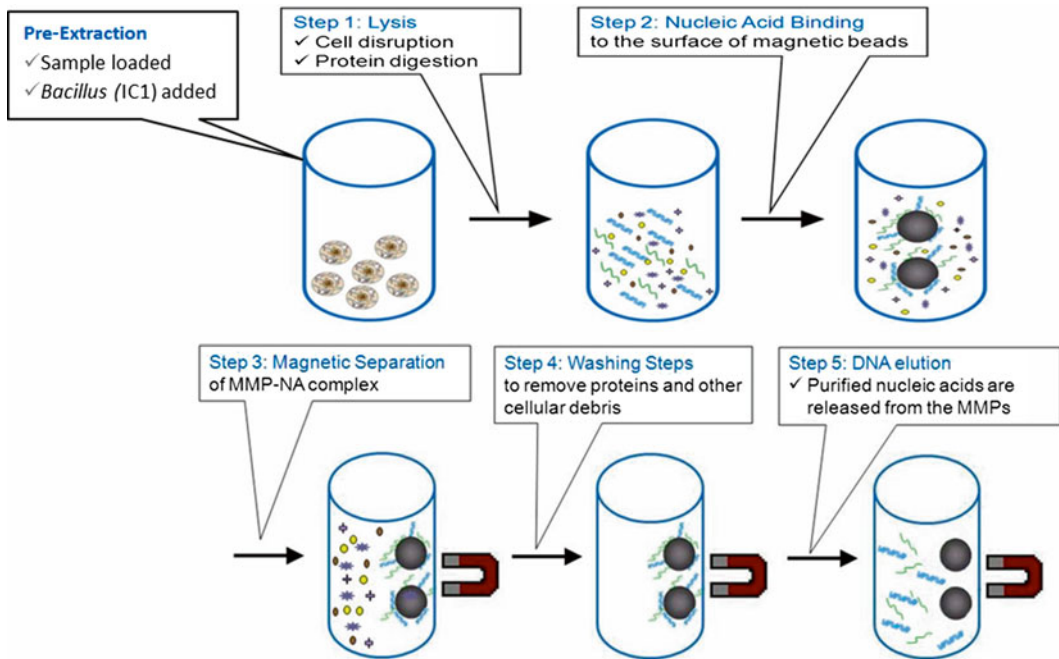 Pre-Extraction
✓ Sample loaded
✓ Bacillus (IC1) added
Step 1: Lysis
✓ Cell disruption
✓ Protein digestion
Step 2: Nucleic Acid Binding
to the surface of magnetic beads
Step 3: Magnetic Separation
of MMP-NA complex
Step 4: Washing Steps
to remove proteins and other
cellular debris
Step 5: DNA elution
✓ Purified nucleic acids are
released from the MMPs